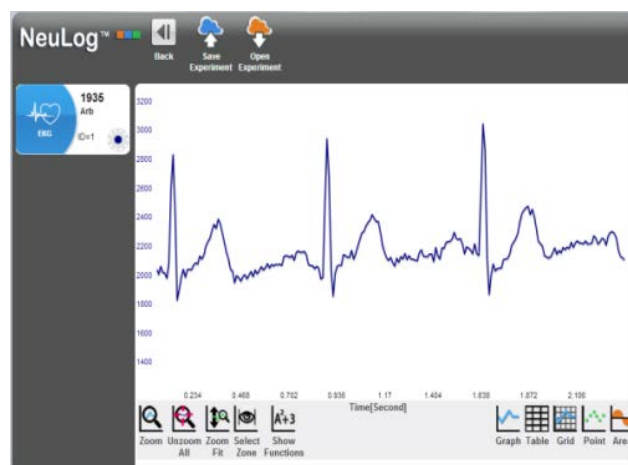 NeuLog™
Back
Save Experiment
Open Experiment
1935
Arb
EKG
ID=1
3200
3000
2800
2600
2400
2200
2000
1800
1600
1400
0.234 0.468 0.702 0.936 1.17 1.404 1.638 1.872 2.106
Time[Second]
Zoom
Unzoom All
Zoom Fit
Select Zone
Show Functions
Graph Table Grid Point Area